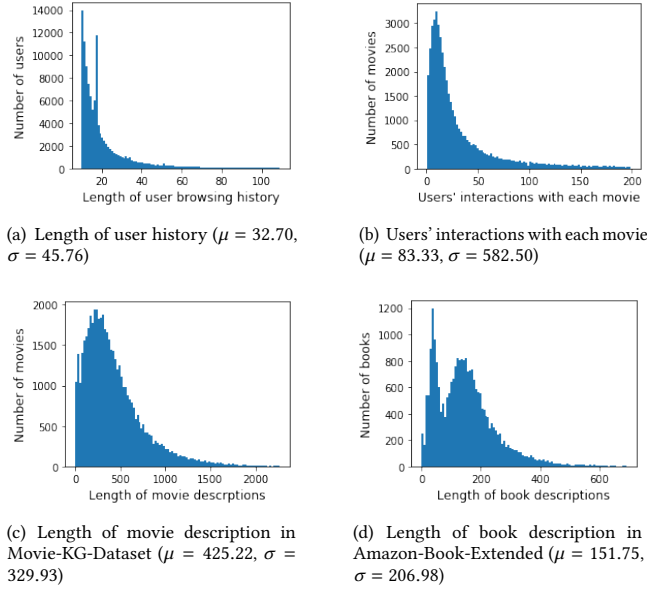 14000
12000
10000
8000
6000
4000
2000
0
Number of users
20 40 60 80 100
Length of user browsing history
(a) Length of user history (μ = 32.70,
σ = 45.76)
3000
2500
2000
1500
1000
500
0
Number of movies
0 50 100 150 200
Users' interactions with each movie
(b) Users' interactions with each movie
(μ = 83.33, σ = 582.50)
2000
1500
1000
500
0
Number of movies
0 500 1000 1500 2000
Length of movie descrptions
(c) Length of movie description in
Movie-KG-Dataset (μ = 425.22, σ =
329.93)
1200
1000
800
600
400
200
0
Number of books
0 200 400 600
Length of book descriptions
(d) Length of book description in
Amazon-Book-Extended (μ = 151.75,
σ = 206.98)